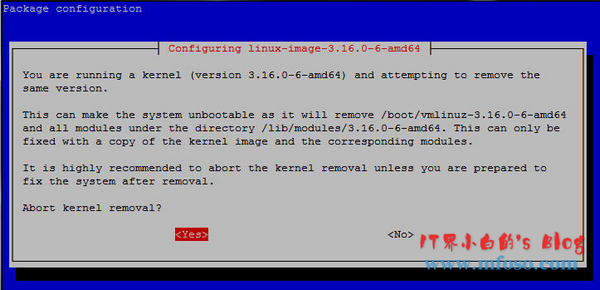 Package configuration
Configuring linux-image-3.16.0-6-amd64
You are running a kernel (version 3.16.0-6-amd64) and attempting to remove the
same version.
This can make the system unbootable as it will remove /boot/vmlinuz-3.16.0-6-amd64
and all modules under the directory /lib/modules/3.16.0-6-amd64. This can only be
fixed with a copy of the kernel image and the corresponding modules.
It is highly recommended to abort the kernel removal unless you are prepared to
fix the system after removal.
Abort kernel removal?
<Yes> <No>
IT界小白的's Blog
www.mfoso.com